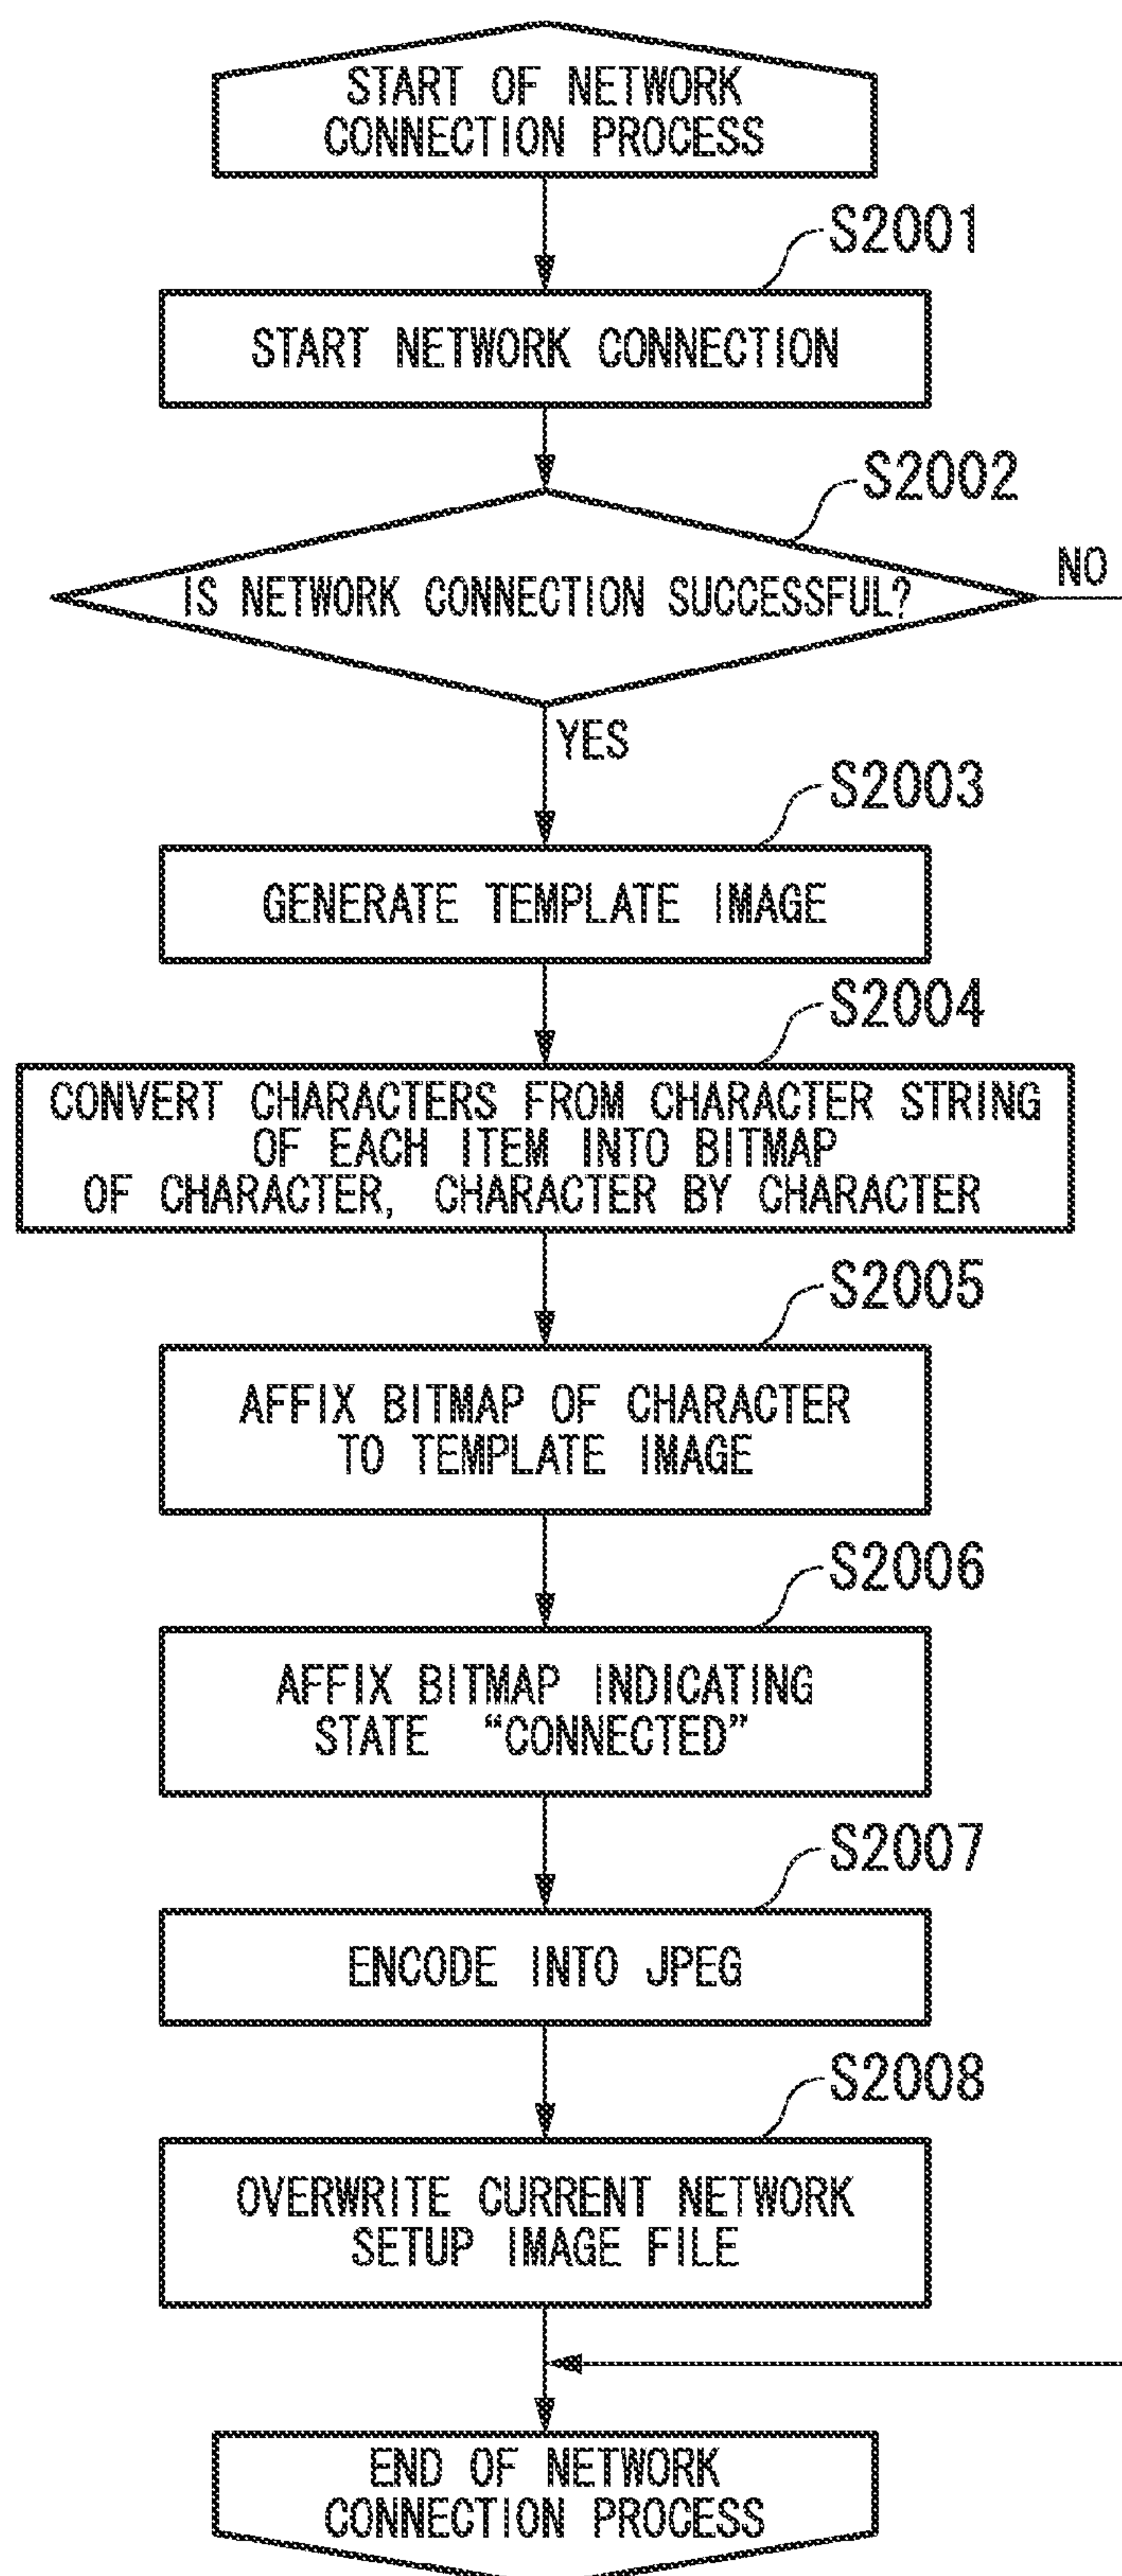 START OF NETWORK
CONNECTION PROCESS
S2001
START NETWORK CONNECTION
S2002
IS NETWORK CONNECTION SUCCESSFUL?
NO
YES
S2003
GENERATE TEMPLATE IMAGE
S2004
CONVERT CHARACTERS FROM CHARACTER STRING
OF EACH ITEM INTO BITMAP
OF CHARACTER, CHARACTER BY CHARACTER
S2005
AFFIX BITMAP OF CHARACTER
TO TEMPLATE IMAGE
S2006
AFFIX BITMAP INDICATING
STATE “CONNECTED”
S2007
ENCODE INTO JPEG
S2008
OVERWRITE CURRENT NETWORK
SETUP IMAGE FILE
END OF NETWORK
CONNECTION PROCESS